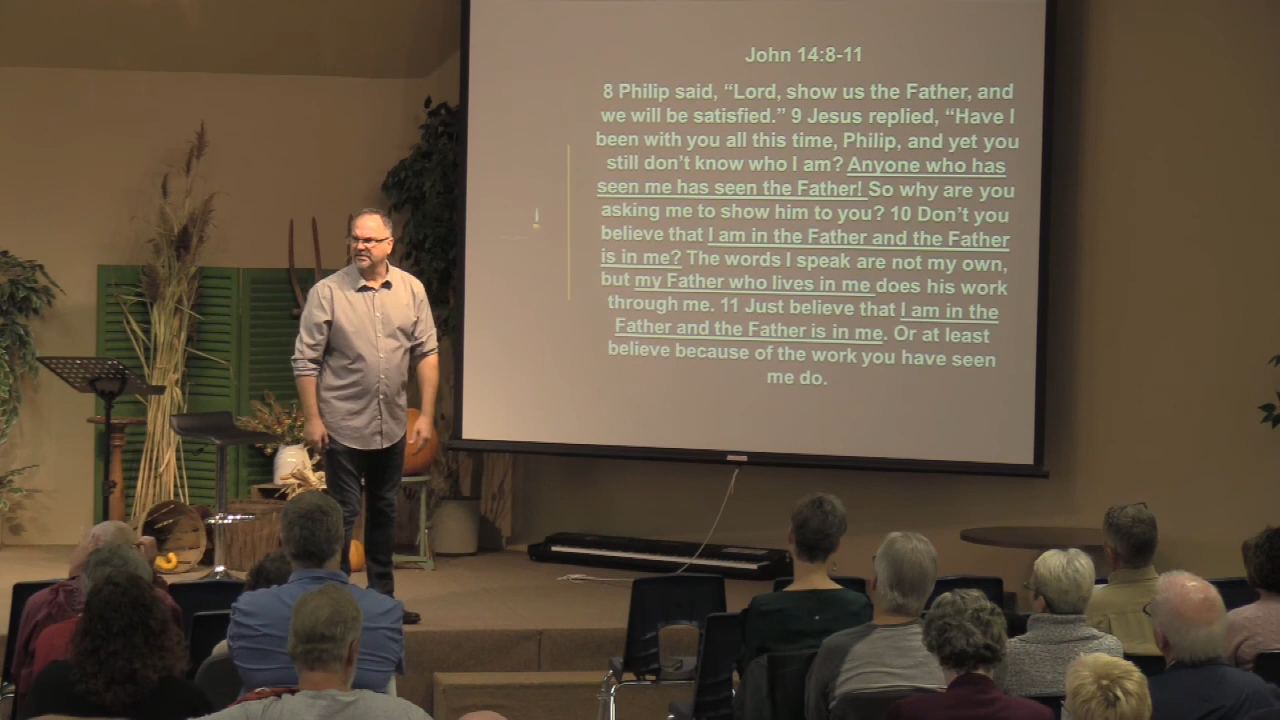 John 14:8-11
8 Philip said, “Lord, show us the Father, and
we will be satisfied.” 9 Jesus replied, “Have I
been with you all this time, Philip, and yet you
still don’t know who I am? Anyone who has
seen me has seen the Father! So why are you
asking me to show him to you? 10 Don’t you
believe that I am in the Father and the Father
is in me? The words I speak are not my own,
but my Father who lives in me does his work
through me. 11 Just believe that I am in the
Father and the Father is in me. Or at least
believe because of the work you have seen
me do.